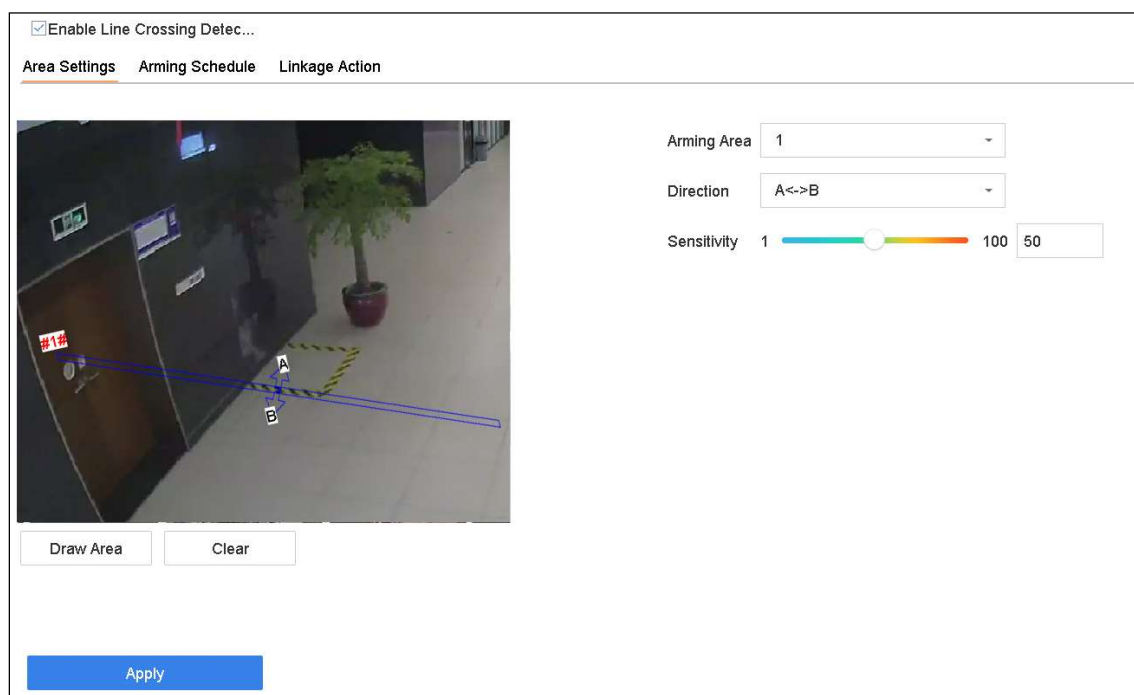 Enable Line Crossing Detec...
Area Settings Arming Schedule Linkage Action
Arming Area 1
Direction A<->B
Sensitivity 1 100 50
#1#
A
B
Draw Area Clear
Apply